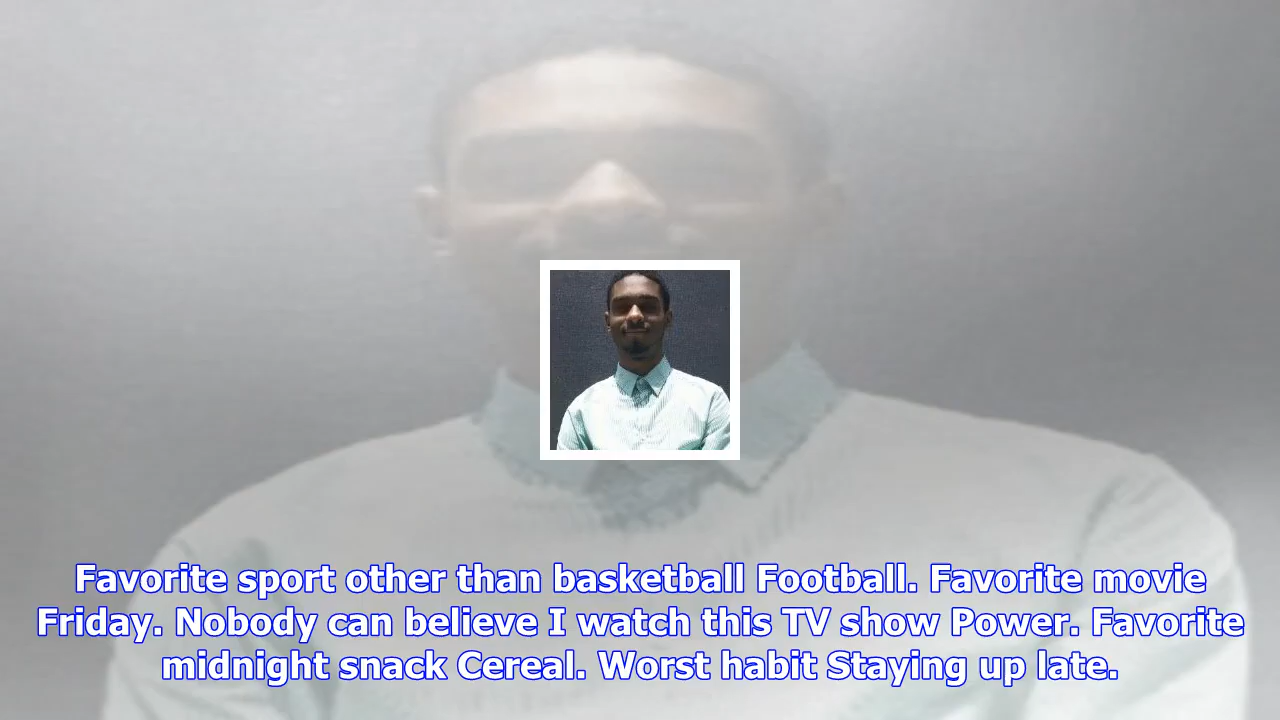 Favorite sport other than basketball Football. Favorite movie
Friday. Nobody can believe I watch this TV show Power. Favorite
midnight snack Cereal. Worst habit Staying up late.